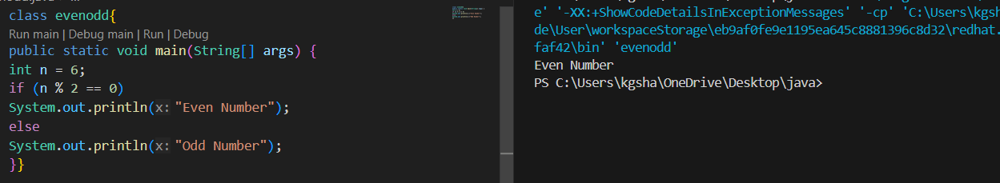 class evenodd{
Run main | Debug main | Run | Debug
public static void main(String[] args) {
int n = 6;
if (n % 2 == 0)
System.out.println(x: "Even Number");
else
System.out.println(x: "Odd Number");
}}
e' '-XX:+ShowCodeDetailsInExceptionMessages' '-cp' 'C:\Users\kgsh
de\User\workspaceStorage\eb9af0fe9e1195ea645c8881396c8d32\redhat.
faf42\bin' 'evenodd'
Even Number
PS C:\Users\kgsha\OneDrive\Desktop\java>